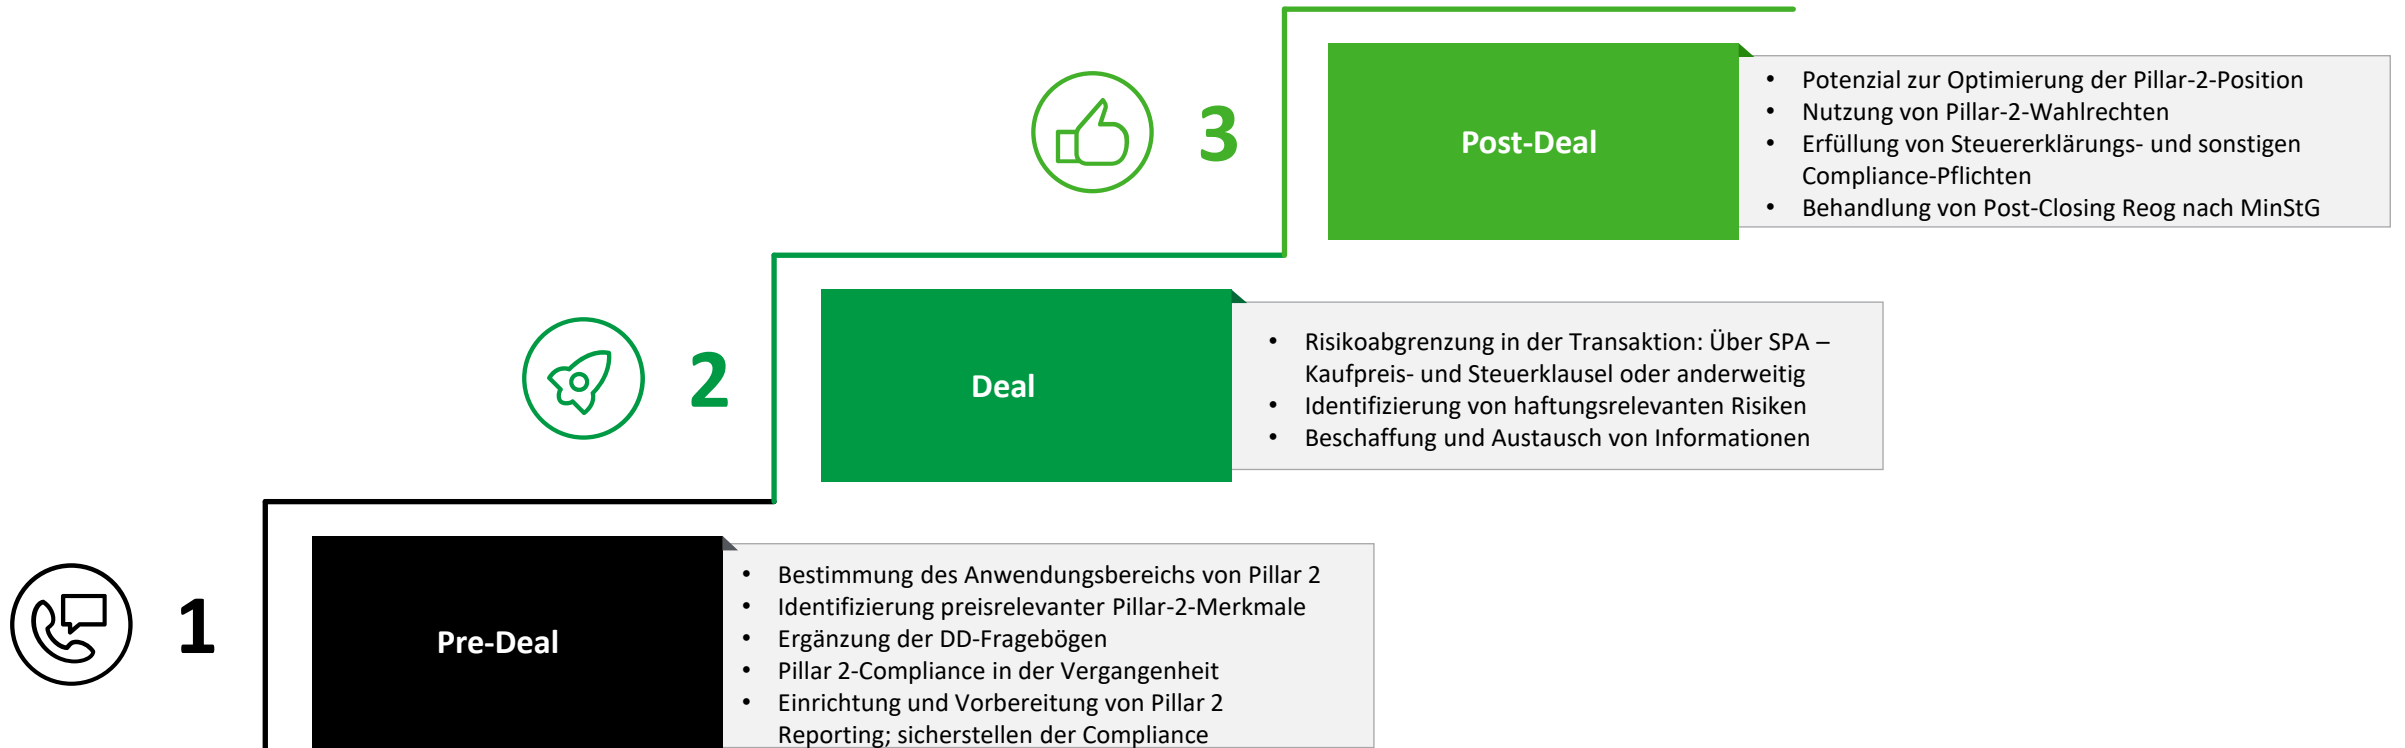 3
Post-Deal
• Potenzial zur Optimierung der Pillar-2-Position
• Nutzung von Pillar-2-Wahlrechten
• Erfüllung von Steuererklärungs- und sonstigen
Compliance-Pflichten
• Behandlung von Post-Closing Reog nach MinStG
2
Deal
• Risikoabgrenzung in der Transaktion: Über SPA –
Kaufpreis- und Steuerklausel oder anderweitig
• Identifizierung von haftungsrelevanten Risiken
• Beschaffung und Austausch von Informationen
1
Pre-Deal
• Bestimmung des Anwendungsbereichs von Pillar 2
• Identifizierung preisrelevanter Pillar-2-Merkmale
• Ergänzung der DD-Fragebögen
• Pillar 2-Compliance in der Vergangenheit
• Einrichtung und Vorbereitung von Pillar 2
Reporting; sicherstellen der Compliance